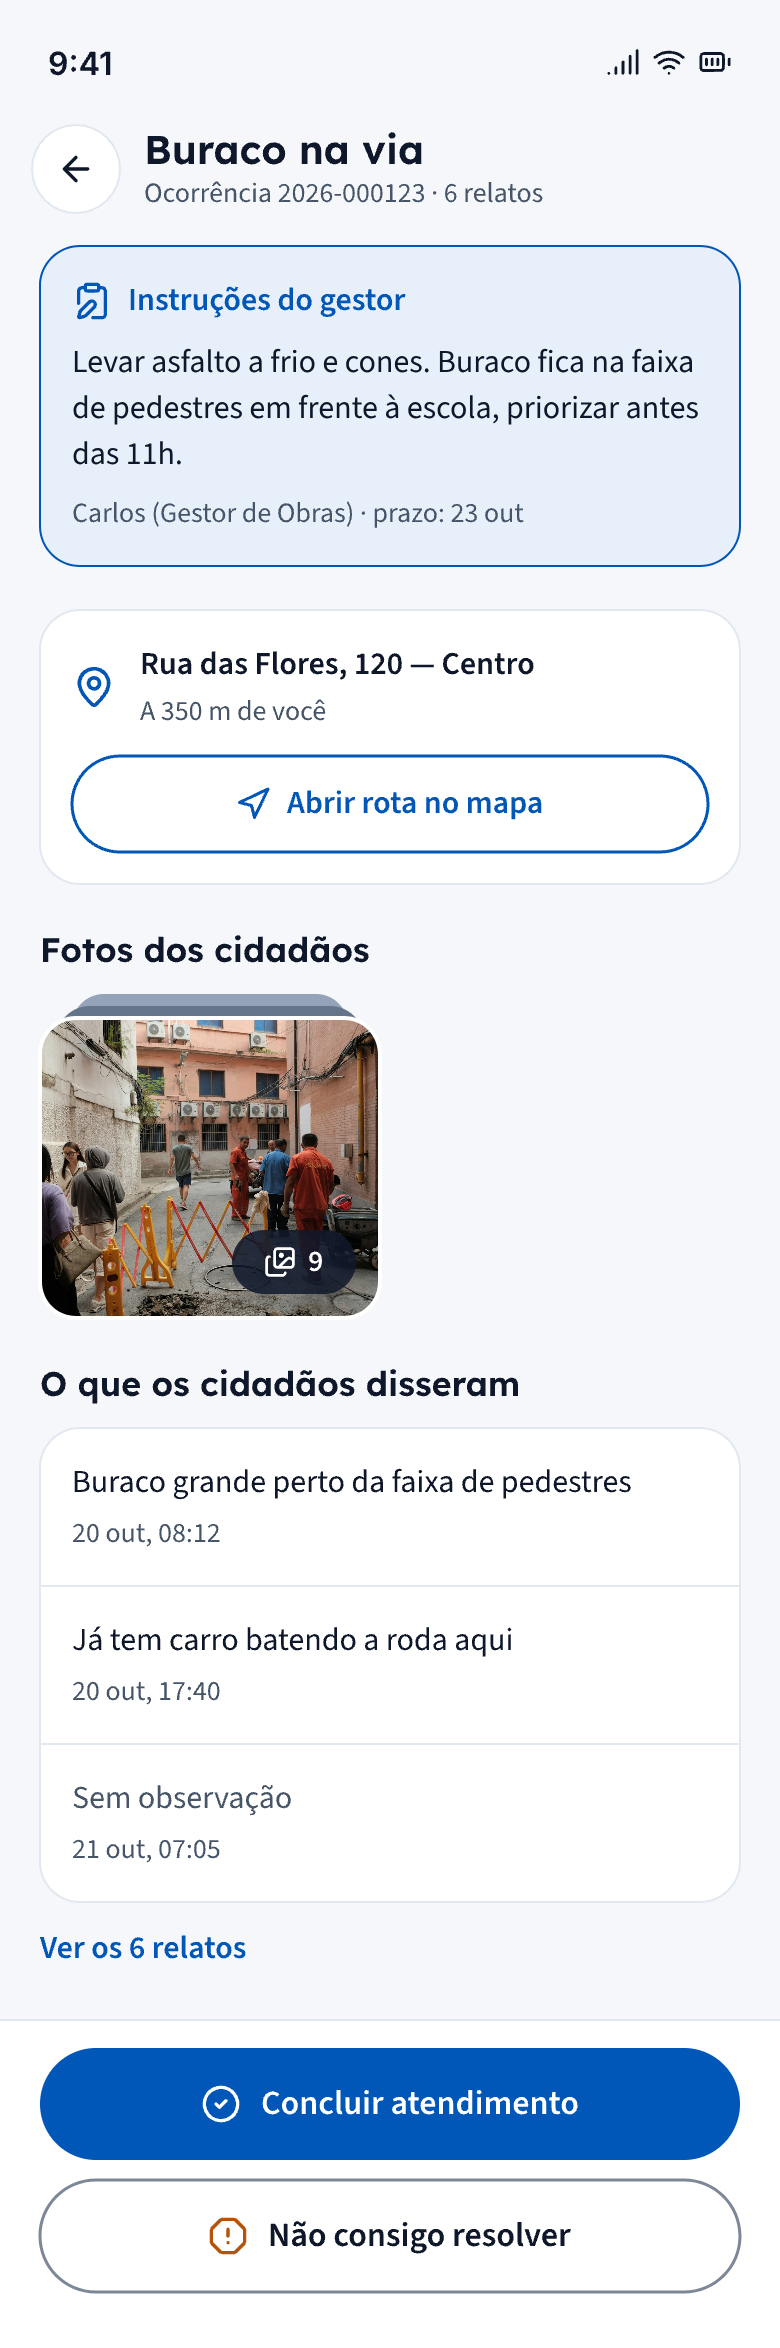 9:41
Buraco na via
Ocorrência 2026-000123 · 6 relatos
Instruções do gestor
Levar asfalto a frio e cones. Buraco fica na faixa
de pedestres em frente à escola, priorizar antes
das 11h.
Carlos (Gestor de Obras) · prazo: 23 out
Rua das Flores, 120 — Centro
A 350 m de você
Abrir rota no mapa
Fotos dos cidadãos
9
O que os cidadãos disseram
Buraco grande perto da faixa de pedestres
20 out, 08:12
Já tem carro batendo a roda aqui
20 out, 17:40
Sem observação
21 out, 07:05
Ver os 6 relatos
Concluir atendimento
Não consigo resolver